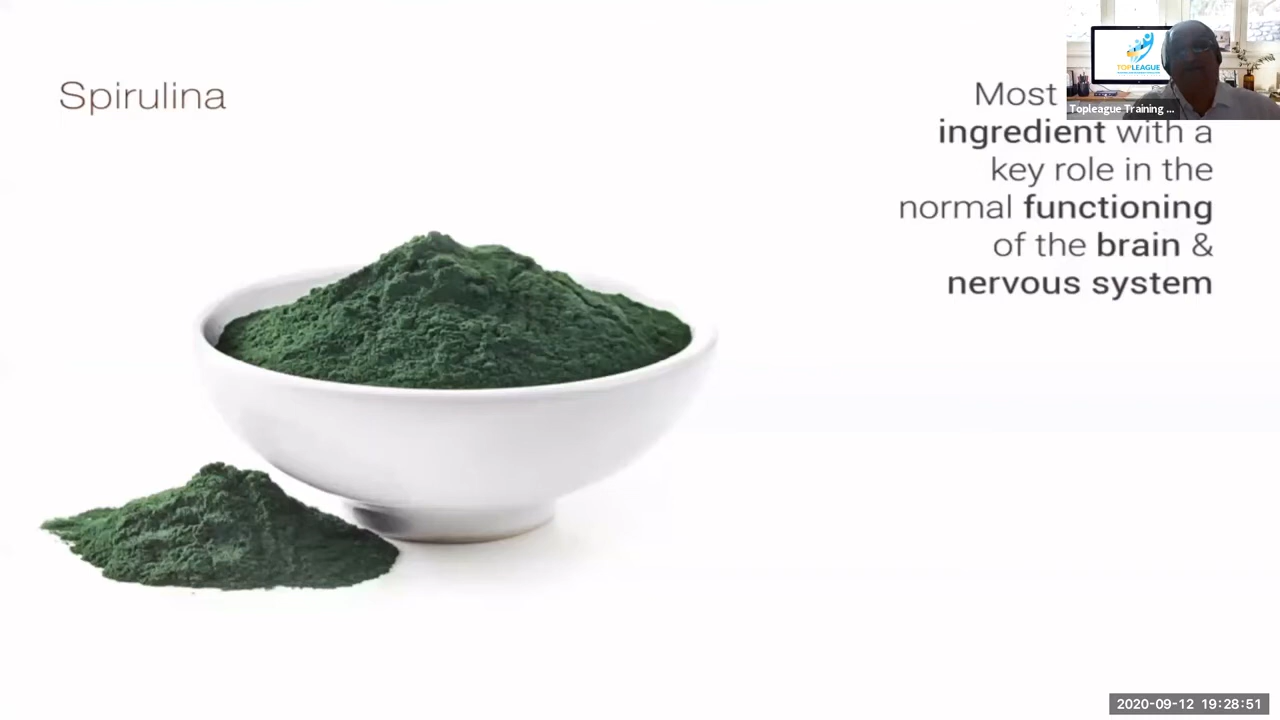 Spirulina
Most
ingredient with a
key role in the
normal functioning
of the brain &
nervous system
TOPLEAGUE
Topleague Training ...
2020-09-12 19:28:51